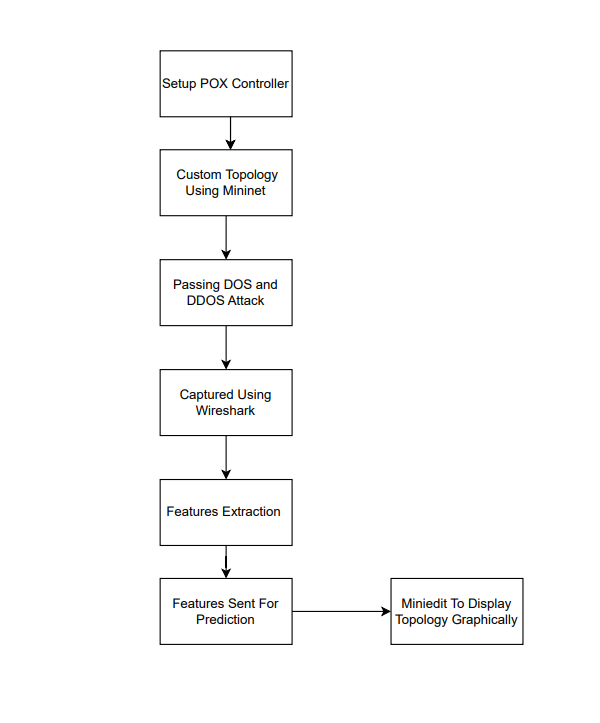 Setup POX Controller
Custom Topology
Using Mininet
Passing DOS and
DDOS Attack
Captured Using
Wireshark
Features Extraction
Features Sent For
Prediction
Miniedit To Display
Topology Graphically